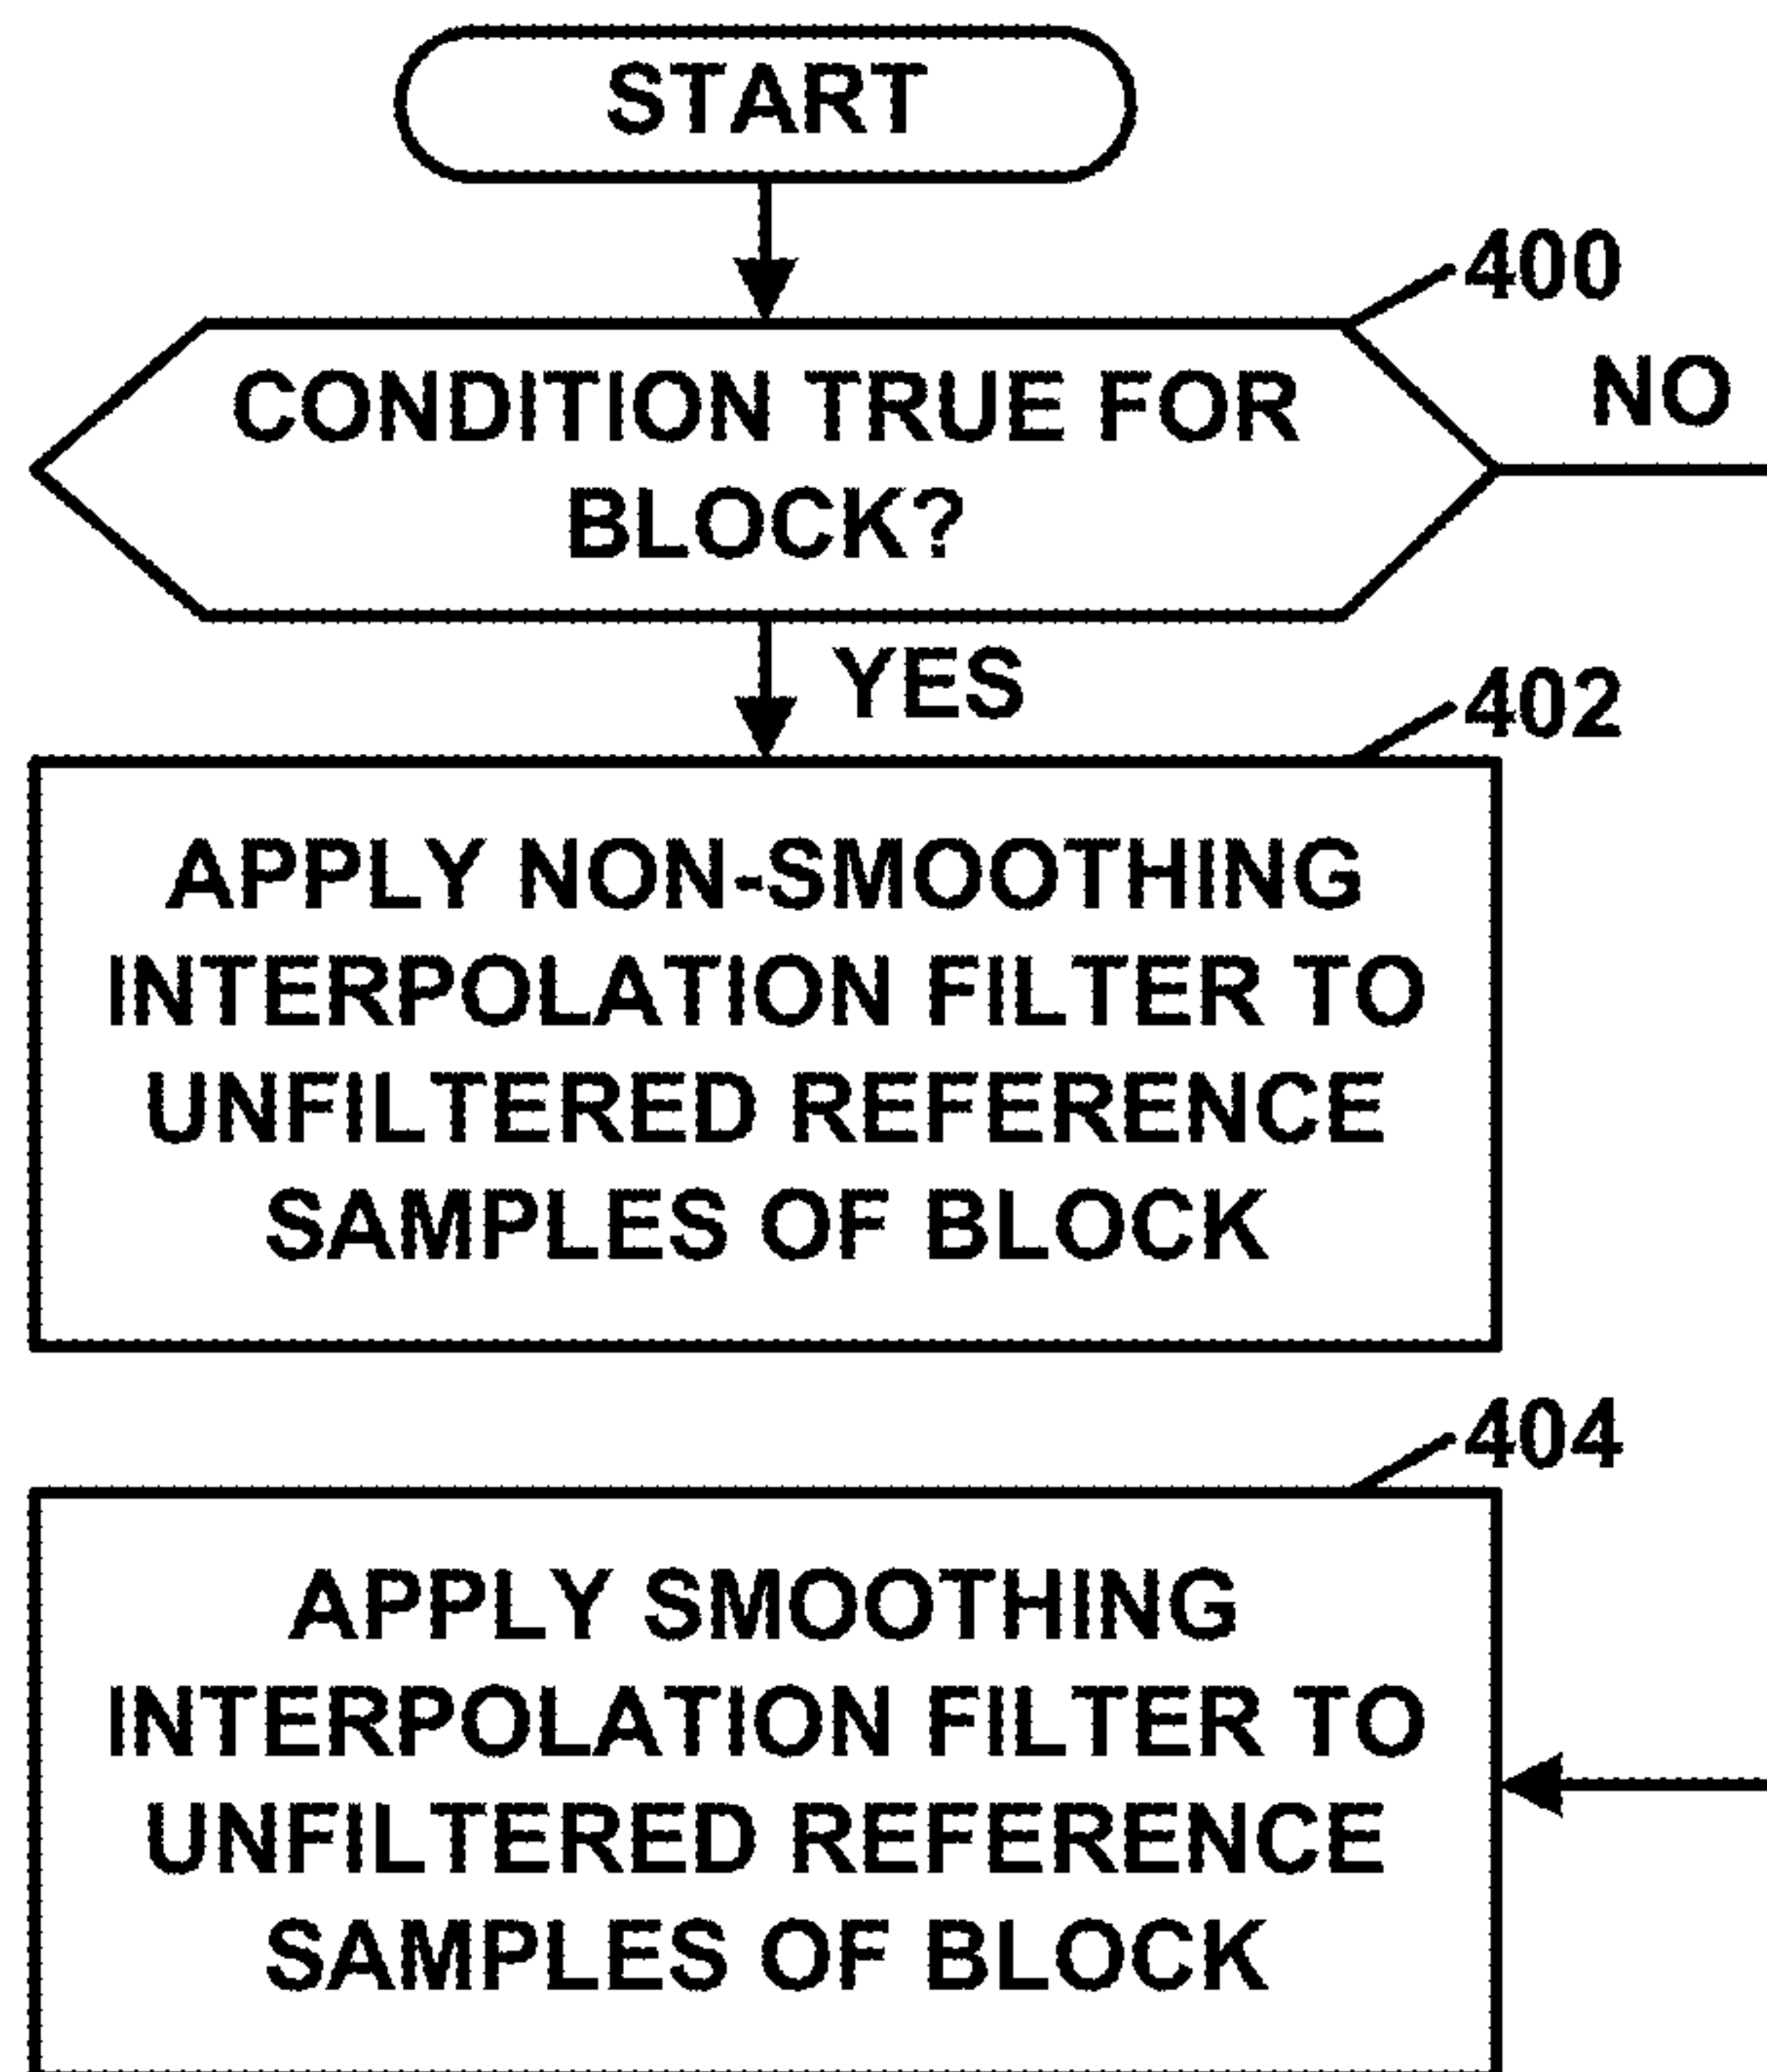 START
400
CONDITION TRUE FOR
BLOCK?
NO
YES
402
APPLY NON-SMOOTHING
INTERPOLATION FILTER TO
UNFILTERED REFERENCE
SAMPLES OF BLOCK
404
APPLY SMOOTHING
INTERPOLATION FILTER TO
UNFILTERED REFERENCE
SAMPLES OF BLOCK